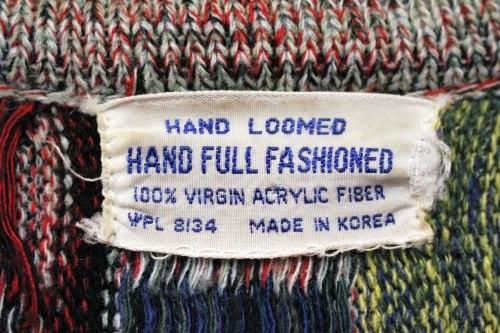 HAND LOOMED
HAND FULL FASHIONED
100% VIRGIN ACRYLIC FIBER
WPL 8134 MADE IN KOREA